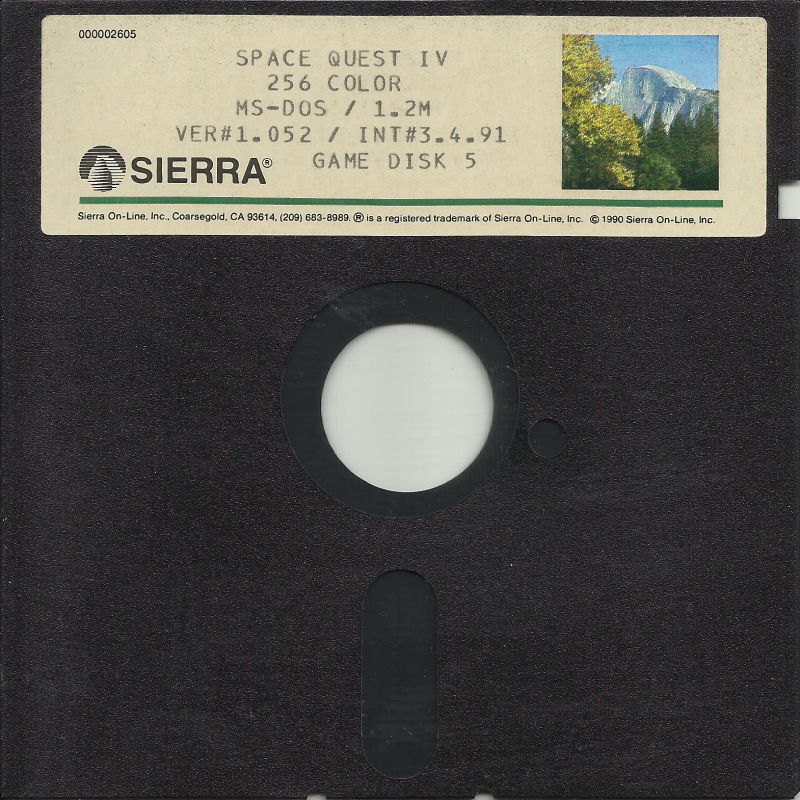 000002605
SPACE QUEST IV
256 COLOR
MS-DOS / 1.2M
VER#1.052 / INT#3.4.91
GAME DISK 5
SIERRA®
Sierra On-Line, Inc., Coarsegold, CA 93614, (209) 683-8989. ® is a registered trademark of Sierra On-Line, Inc. © 1990 Sierra On-Line, Inc.